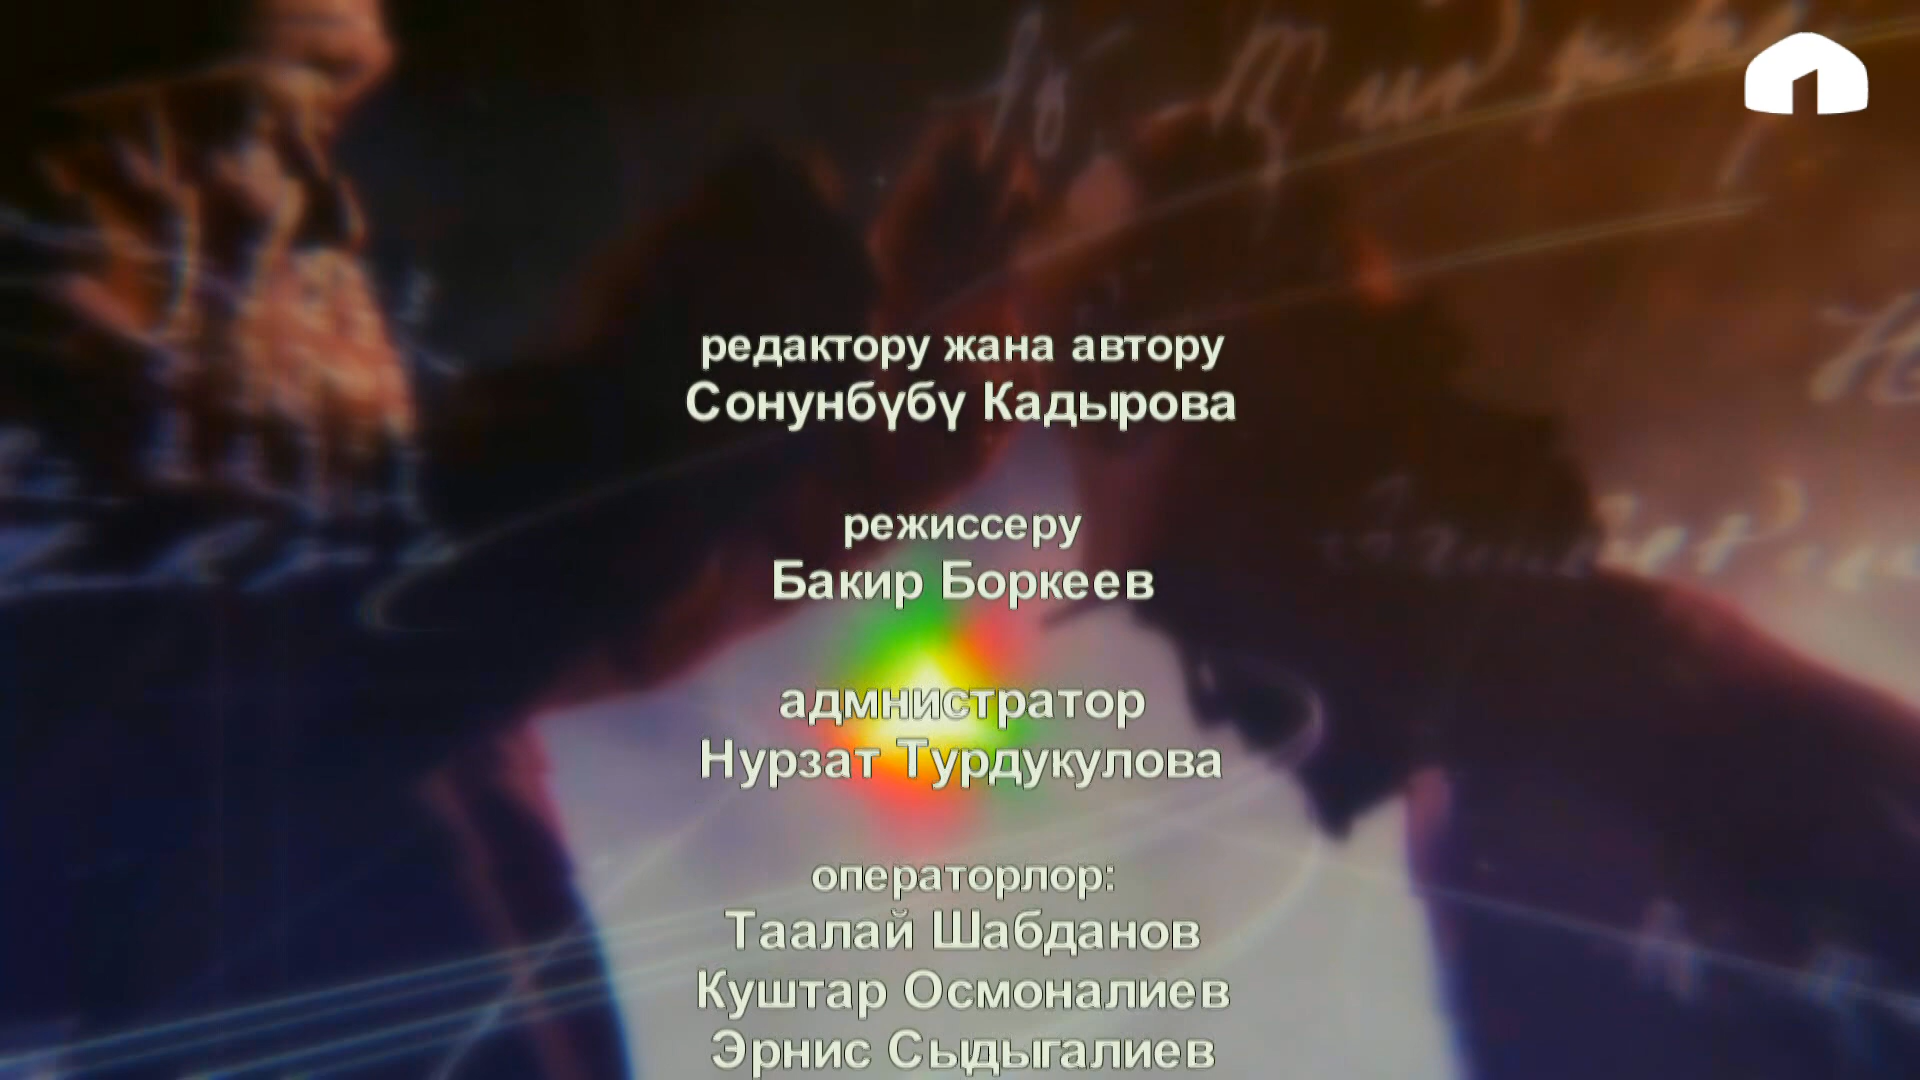 редактору жана автору
Сонунбүбү Кадырова
режиссеру
Бакир Боркеев
адмнистратор
Нурзат Турдукулова
операторлор:
Таалай Шабданов
Куштар Осмоналиев
Эрнис Сыдыгалиев